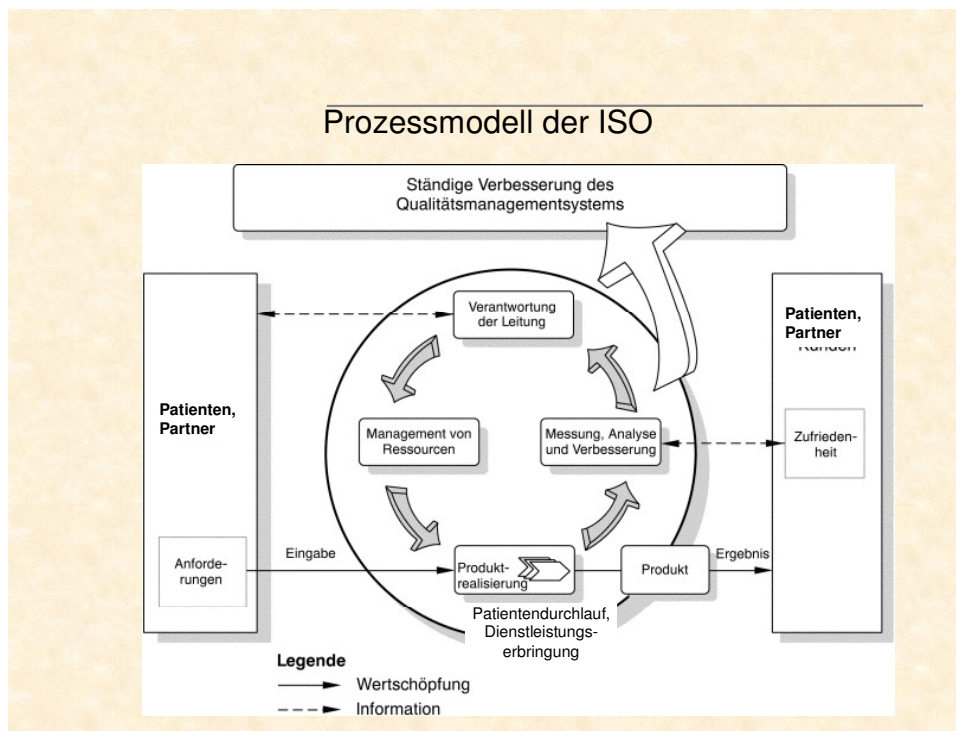 Prozessmodell der ISO
Ständige Verbesserung des
Qualitätsmanagementsystems
Verantwortung
der Leitung
Patienten,
Partner
Patienten,
Partner
Management von
Ressourcen
Messung, Analyse
und Verbesserung
Zufrieden-
heit
Anforde-
rungen
Eingabe
Produkt-
realisierung
Produkt
Ergebnis
Patientendurchlauf,
Dienstleistungs-
erbringung
Legende
Wertschöpfung
Information